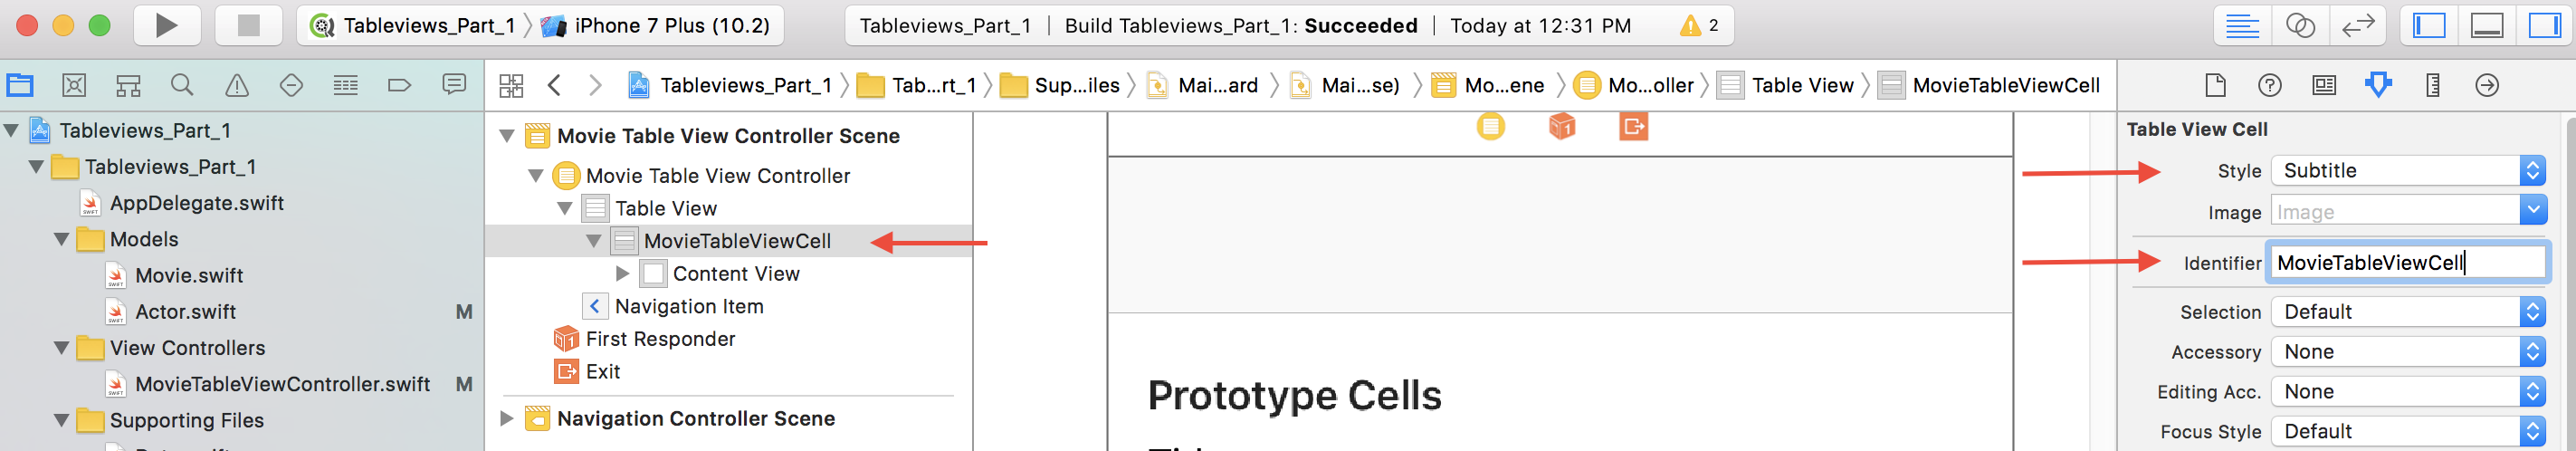 Tableviews_Part_1 iPhone 7 Plus (10.2) Tableviews_Part_1 | Build Tableviews_Part_1: Succeeded | Today at 12:31 PM 2
Tableviews_Part_1 Tab...rt_1 Sup...iles Mai...ard Mai...se) Mo...ene Mo...oller Table View MovieTableViewCell
Tableviews_Part_1
Tableviews_Part_1
AppDelegate.swift
Models
Movie.swift
Actor.swift M
View Controllers
MovieTableViewController.swift M
Supporting Files
Movie Table View Controller Scene
Movie Table View Controller
Table View
MovieTableViewCell
Content View
Navigation Item
First Responder
Exit
Navigation Controller Scene
Prototype Cells
Table View Cell
Style Subtitle
Image Image
Identifier MovieTableViewCell
Selection Default
Accessory None
Editing Acc. None
Focus Style Default